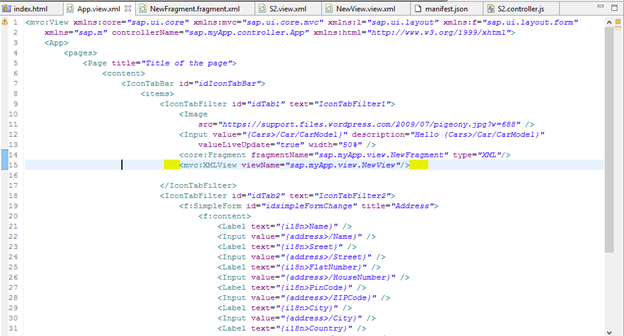 index.html App.view.xml NewFragment.fragment.xml S2.view.xml NewView.view.xml manifest.json S2.controller.js
1 <mvc:View xmlns:core="sap.ui.core" xmlns:mvc="sap.ui.core.mvc" xmlns:l="sap.ui.layout" xmlns:f="sap.ui.layout.form"
2 xmlns="sap.m" controllerName="sap.myApp.controller.App" xmlns:html="http://www.w3.org/1999/xhtml">
3 <App>
4 <pages>
5 <Page title="Title of the page">
6 <content>
7 <IconTabBar id="idIconTabBar">
8 <items>
9 <IconTabFilter id="idTab1" text="IconTabFilter1">
10 <Image
11 src="https://support.files.wordpress.com/2009/07/pigeony.jpg?w=688" />
12 <Input value="{Cars>/Car/CarModel}" description="Hello {Cars>/Car/CarModel}"
13 valueLiveUpdate="true" width="50%" />
14 <core:Fragment fragmentName="sap.myApp.view.NewFragment" type="XML"/>
15 <mvc:XMLView viewName="sap.myApp.view.NewView"/>
16
17 </IconTabFilter>
18 <IconTabFilter id="idTab2" text="IconTabFilter2">
19 <f:SimpleForm id="idsimpleFormChange" title="Address">
20 <f:content>
21 <Label text="{i18n>Name}" />
22 <Input value="{address>/Name}" />
23 <Label text="{i18n>Sreet}" />
24 <Input value="{address>/Street}" />
25 <Label text="{i18n>FlatNumber}" />
26 <Input value="{address>/HouseNumber}" />
27 <Label text="{i18n>PinCode}" />
28 <Input value="{address>/ZIPCode}" />
29 <Label text="{i18n>City}" />
30 <Input value="{address>/City}" />
31 <Label text="{i18n>Country}" />